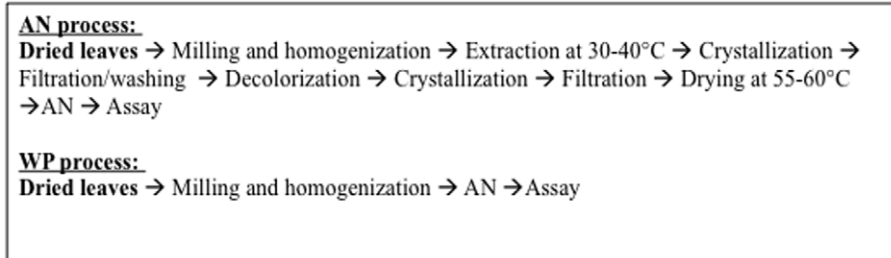 AN process:
Dried leaves → Milling and homogenization → Extraction at 30-40°C → Crystallization →
Filtration/washing → Decolorization → Crystallization → Filtration → Drying at 55-60°C
→AN → Assay
WP process:
Dried leaves → Milling and homogenization → AN →Assay